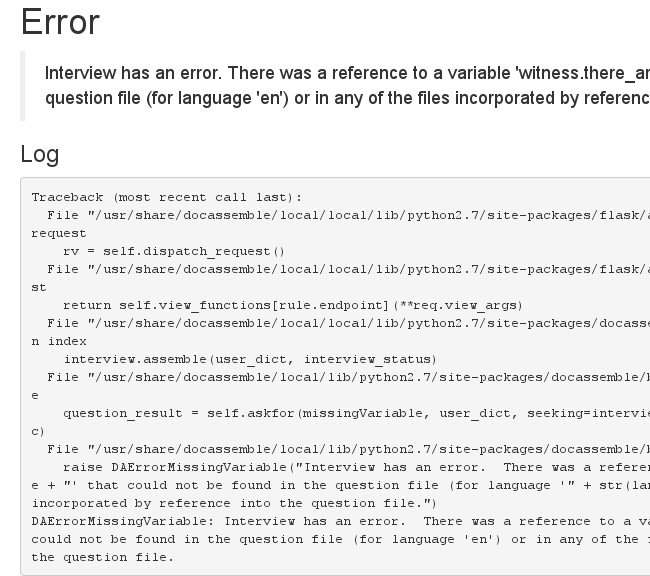 Error
Interview has an error. There was a reference to a variable 'witness.there_ar
question file (for language 'en') or in any of the files incorporated by referenc
Log
Traceback (most recent call last):
  File "/usr/share/docassemble/local/local/lib/python2.7/site-packages/flask/a
request
    rv = self.dispatch_request()
  File "/usr/share/docassemble/local/local/lib/python2.7/site-packages/flask/a
st
    return self.view_functions[rule.endpoint](**req.view_args)
  File "/usr/share/docassemble/local/local/lib/python2.7/site-packages/docasse
n index
    interview.assemble(user_dict, interview_status)
  File "/usr/share/docassemble/local/local/lib/python2.7/site-packages/docassemble/b
e
    question_result = self.askfor(missingVariable, user_dict, seeking=intervie
c)
  File "/usr/share/docassemble/local/local/lib/python2.7/site-packages/docassemble/b
    raise DAErrorMissingVariable("Interview has an error.  There was a referen
e + "' that could not be found in the question file (for language '" + str(lan
incorporated by reference into the question file.")
DAErrorMissingVariable: Interview has an error.  There was a reference to a va
could not be found in the question file (for language 'en') or in any of the f
the question file.